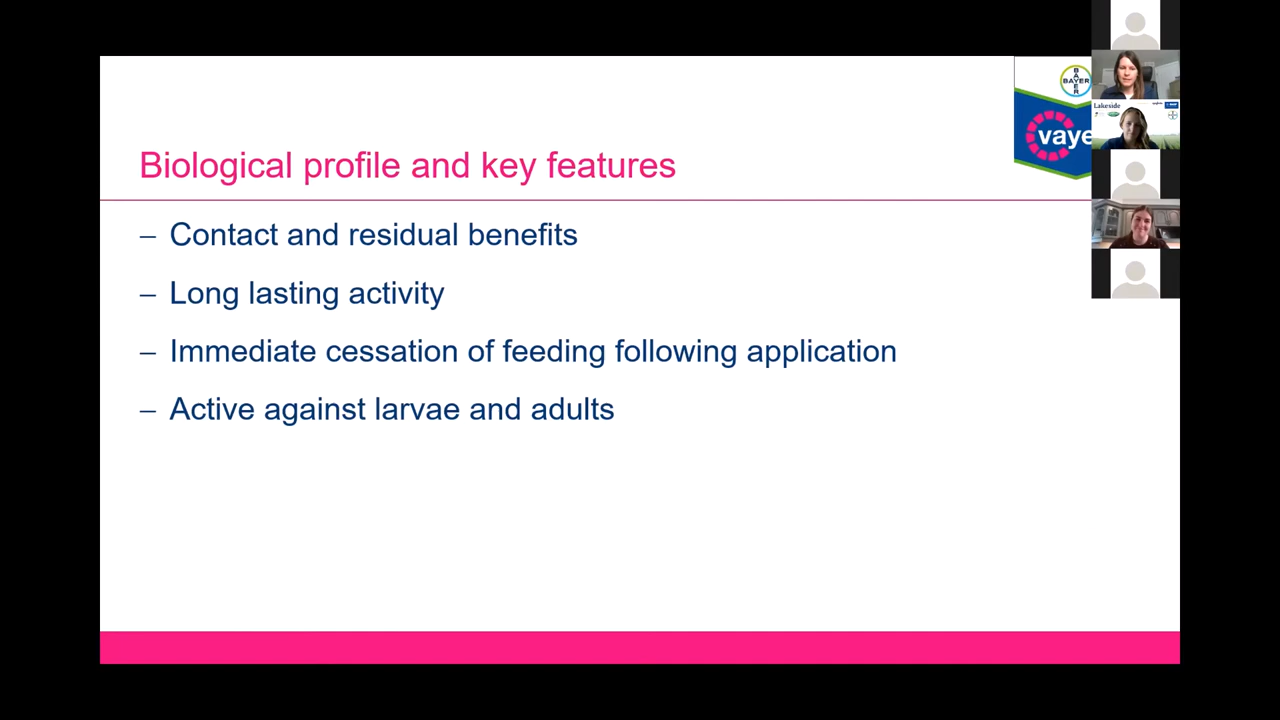 BAYER
BAYER
vaye
Lakeside
Biological profile and key features
– Contact and residual benefits
– Long lasting activity
– Immediate cessation of feeding following application
– Active against larvae and adults